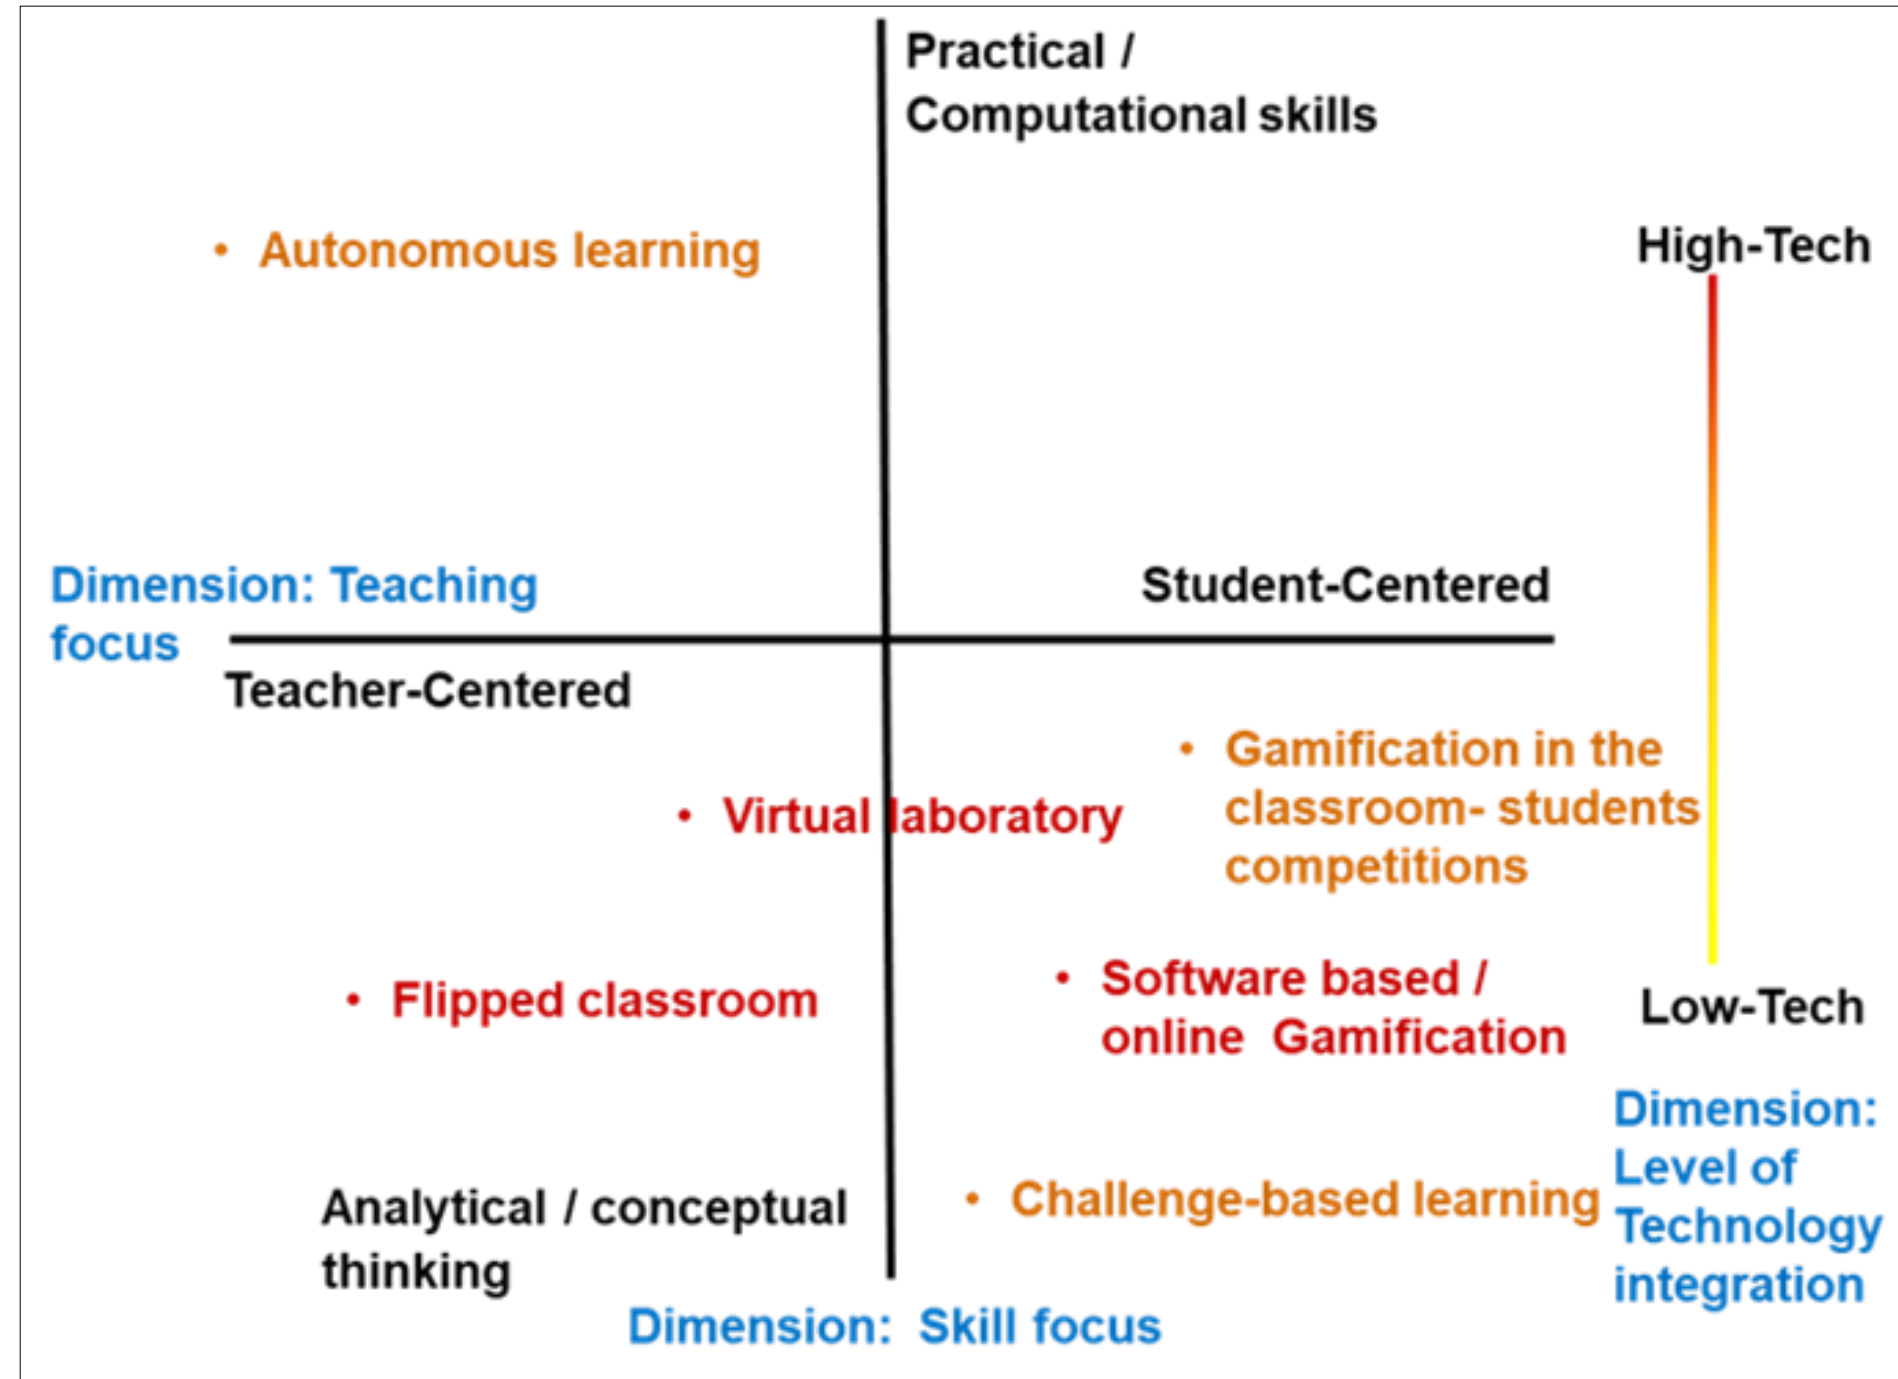 Practical /
Computational skills
• Autonomous learning
High-Tech
Dimension: Teaching
focus
Student-Centered
Teacher-Centered
• Gamification in the
classroom- students
competitions
• Virtual laboratory
• Flipped classroom
• Software based /
online Gamification
Low-Tech
Dimension:
Level of
Technology
integration
• Challenge-based learning
Analytical / conceptual
thinking
Dimension: Skill focus